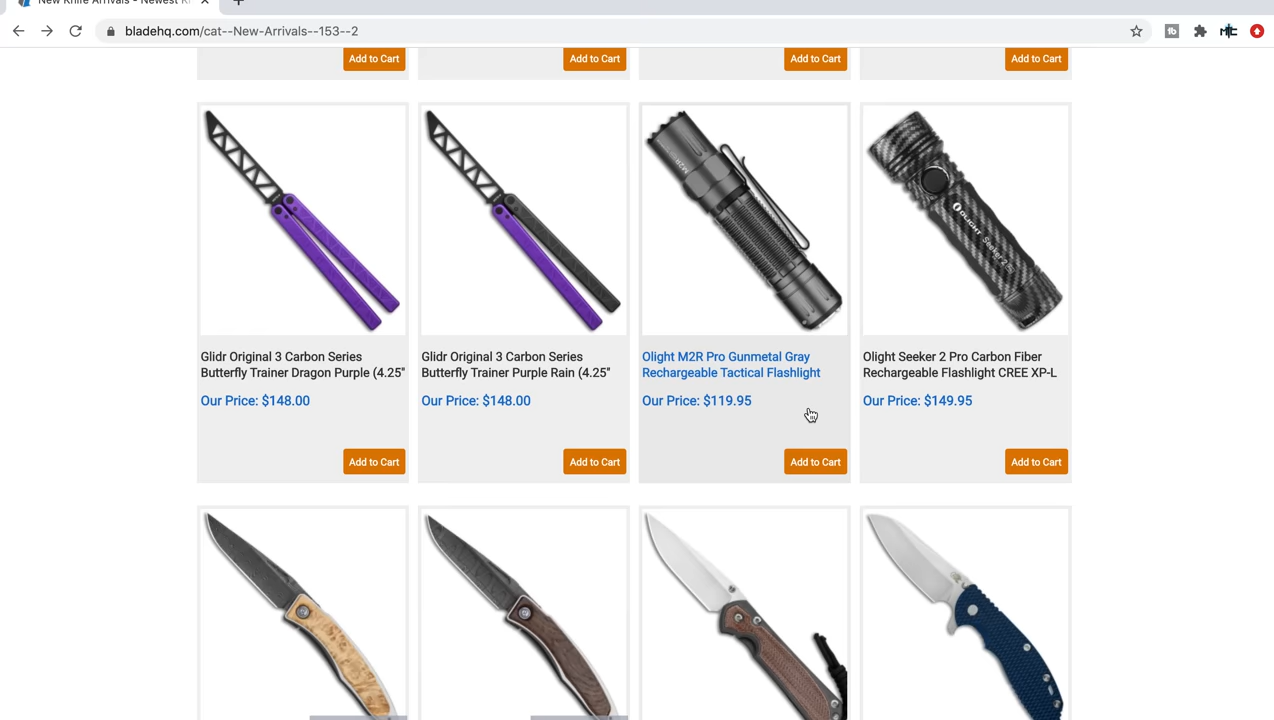 New Knife Arrivals - Newest K
bladehq.com/cat--New-Arrivals--153--2
Add to Cart
Add to Cart
Add to Cart
Add to Cart
M2R
OLIGHT Seeker 2
Glidr Original 3 Carbon Series
Butterfly Trainer Dragon Purple (4.25"
Our Price: $148.00
Add to Cart
Glidr Original 3 Carbon Series
Butterfly Trainer Purple Rain (4.25"
Our Price: $148.00
Add to Cart
Olight M2R Pro Gunmetal Gray
Rechargeable Tactical Flashlight
Our Price: $119.95
Add to Cart
Olight Seeker 2 Pro Carbon Fiber
Rechargeable Flashlight CREE XP-L
Our Price: $149.95
Add to Cart